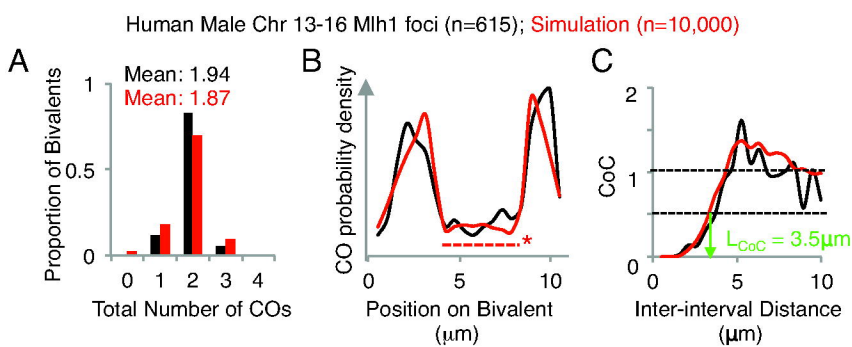 Human Male Chr 13-16 Mlh1 foci (n=615); Simulation (n=10,000)
A
Mean: 1.94
Mean: 1.87
Proportion of Bivalents
1
0.5
0
0 1 2 3 4
Total Number of COs
B
CO probability density
*
0 5 10
Position on Bivalent
(μm)
C
CoC
2
1
0
L CoC = 3.5μm
0 5 10
Inter-interval Distance
(μm)